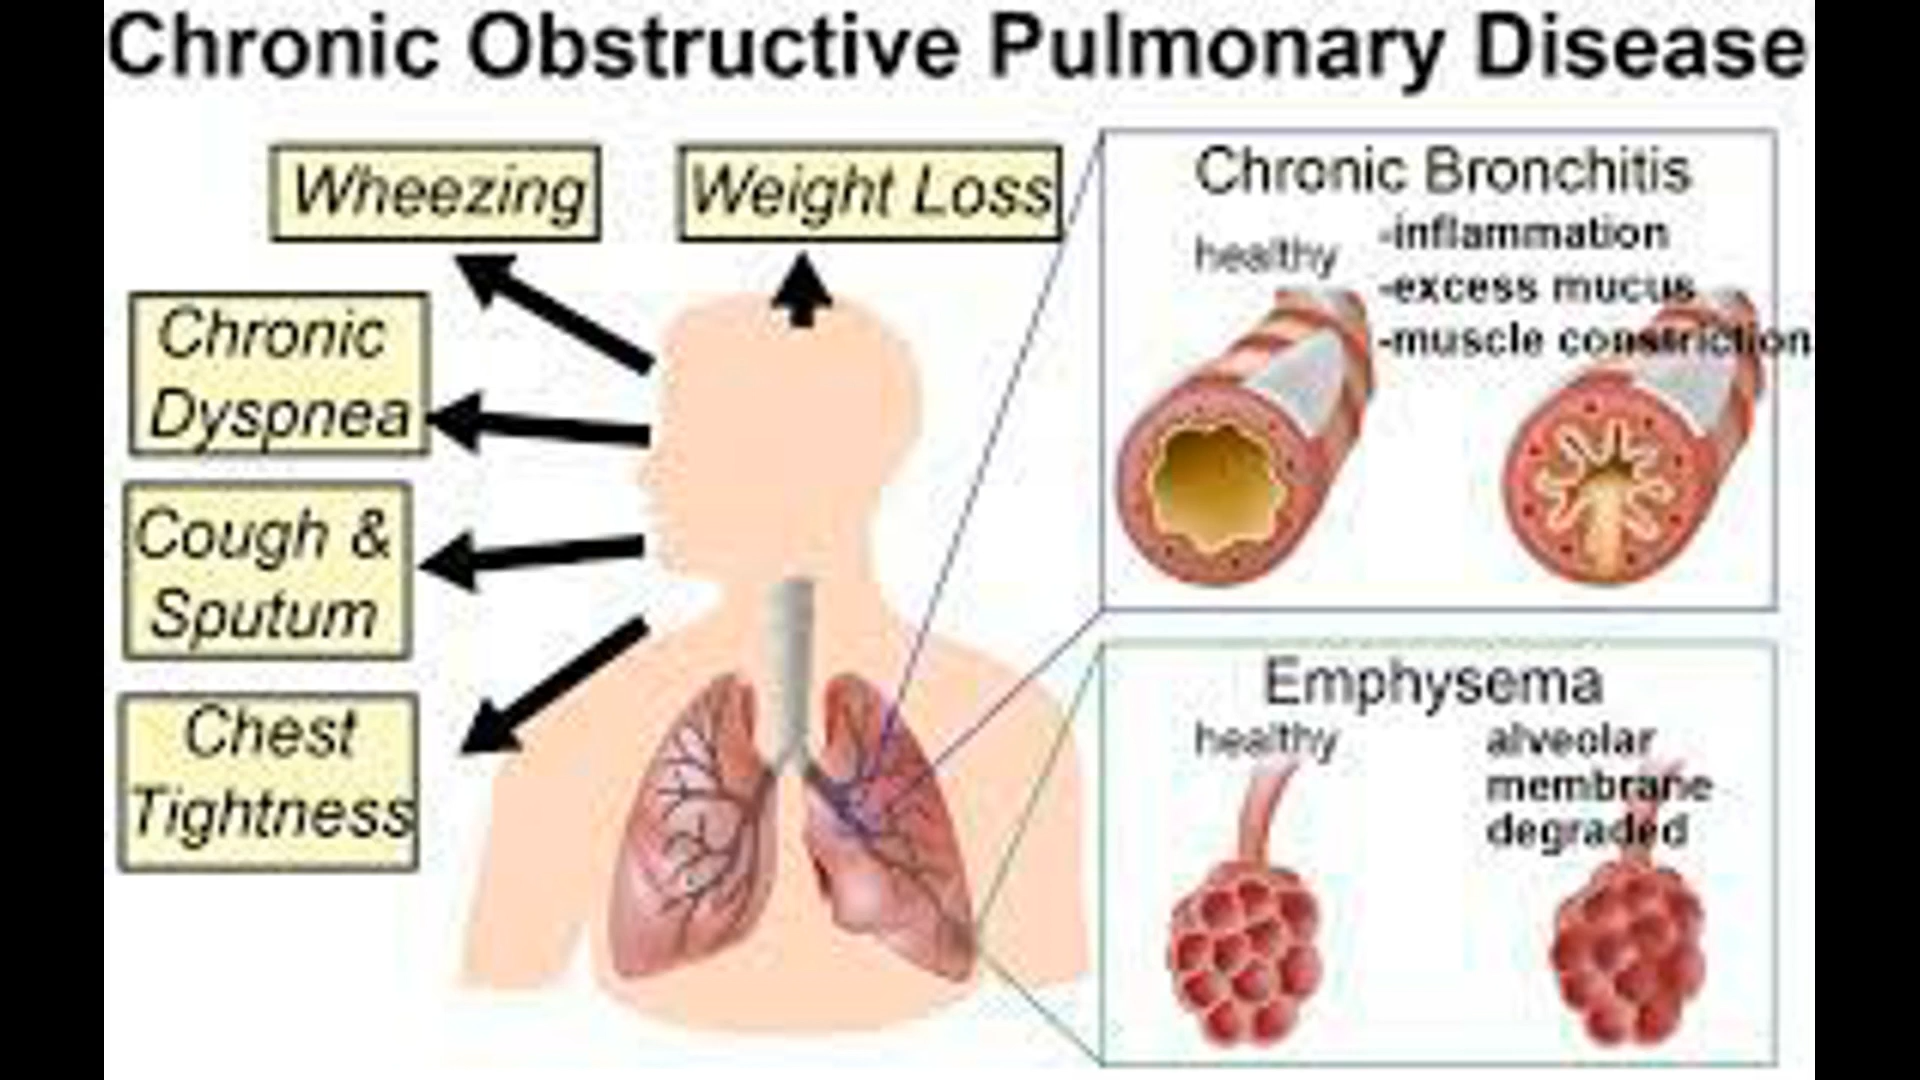 Chronic Obstructive Pulmonary Disease
Wheezing
Weight Loss
Chronic
Dyspnea
Cough &
Sputum
Chest
Tightness
Chronic Bronchitis
healthy
-inflammation
-excess mucus
-muscle constriction
Emphysema
healthy
alveolar
membrane
degraded